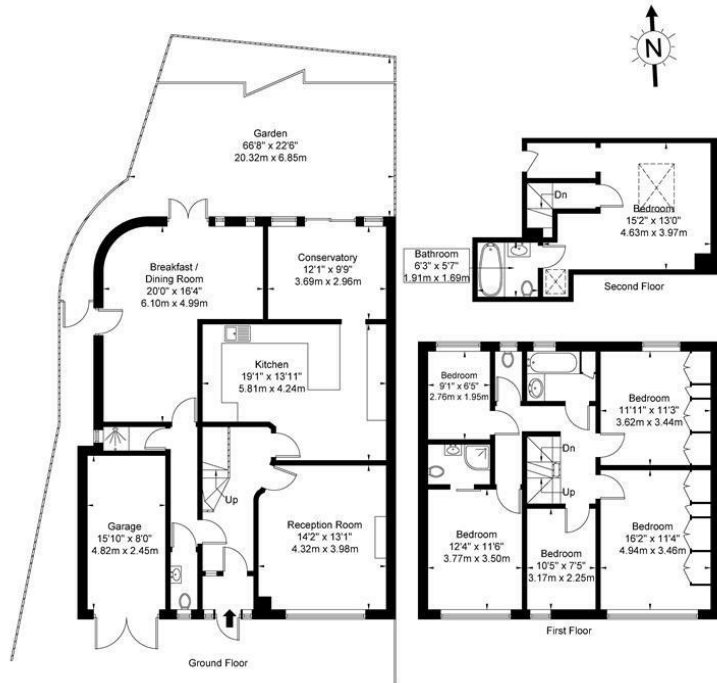 N
Garden
66'8" x 22'6"
20.32m x 6.85m
Breakfast /
Dining Room
20'0" x 16'4"
6.10m x 4.99m
Conservatory
12'1" x 9'9"
3.69m x 2.96m
Kitchen
19'1" x 13'11"
5.81m x 4.24m
Up
Garage
15'10" x 8'0"
4.82m x 2.45m
Reception Room
14'2" x 13'1"
4.32m x 3.98m
Ground Floor
Dn
Bedroom
15'2" x 13'0"
4.63m x 3.97m
Bathroom
6'3" x 5'7"
1.91m x 1.69m
Second Floor
Bedroom
9'1" x 6'5"
2.76m x 1.95m
Bedroom
11'11" x 11'3"
3.62m x 3.44m
Dn
Up
Bedroom
12'4" x 11'6"
3.77m x 3.50m
Bedroom
10'5" x 7'5"
3.17m x 2.25m
Bedroom
16'2" x 11'4"
4.94m x 3.46m
First Floor